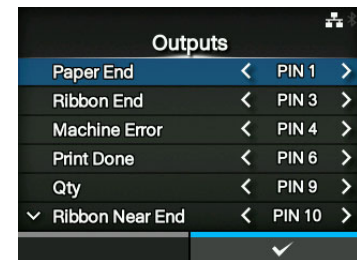 Outputs
Paper End < PIN 1 >
Ribbon End < PIN 3 >
Machine Error < PIN 4 >
Print Done < PIN 6 >
Qty < PIN 9 >
Ribbon Near End < PIN 10 >